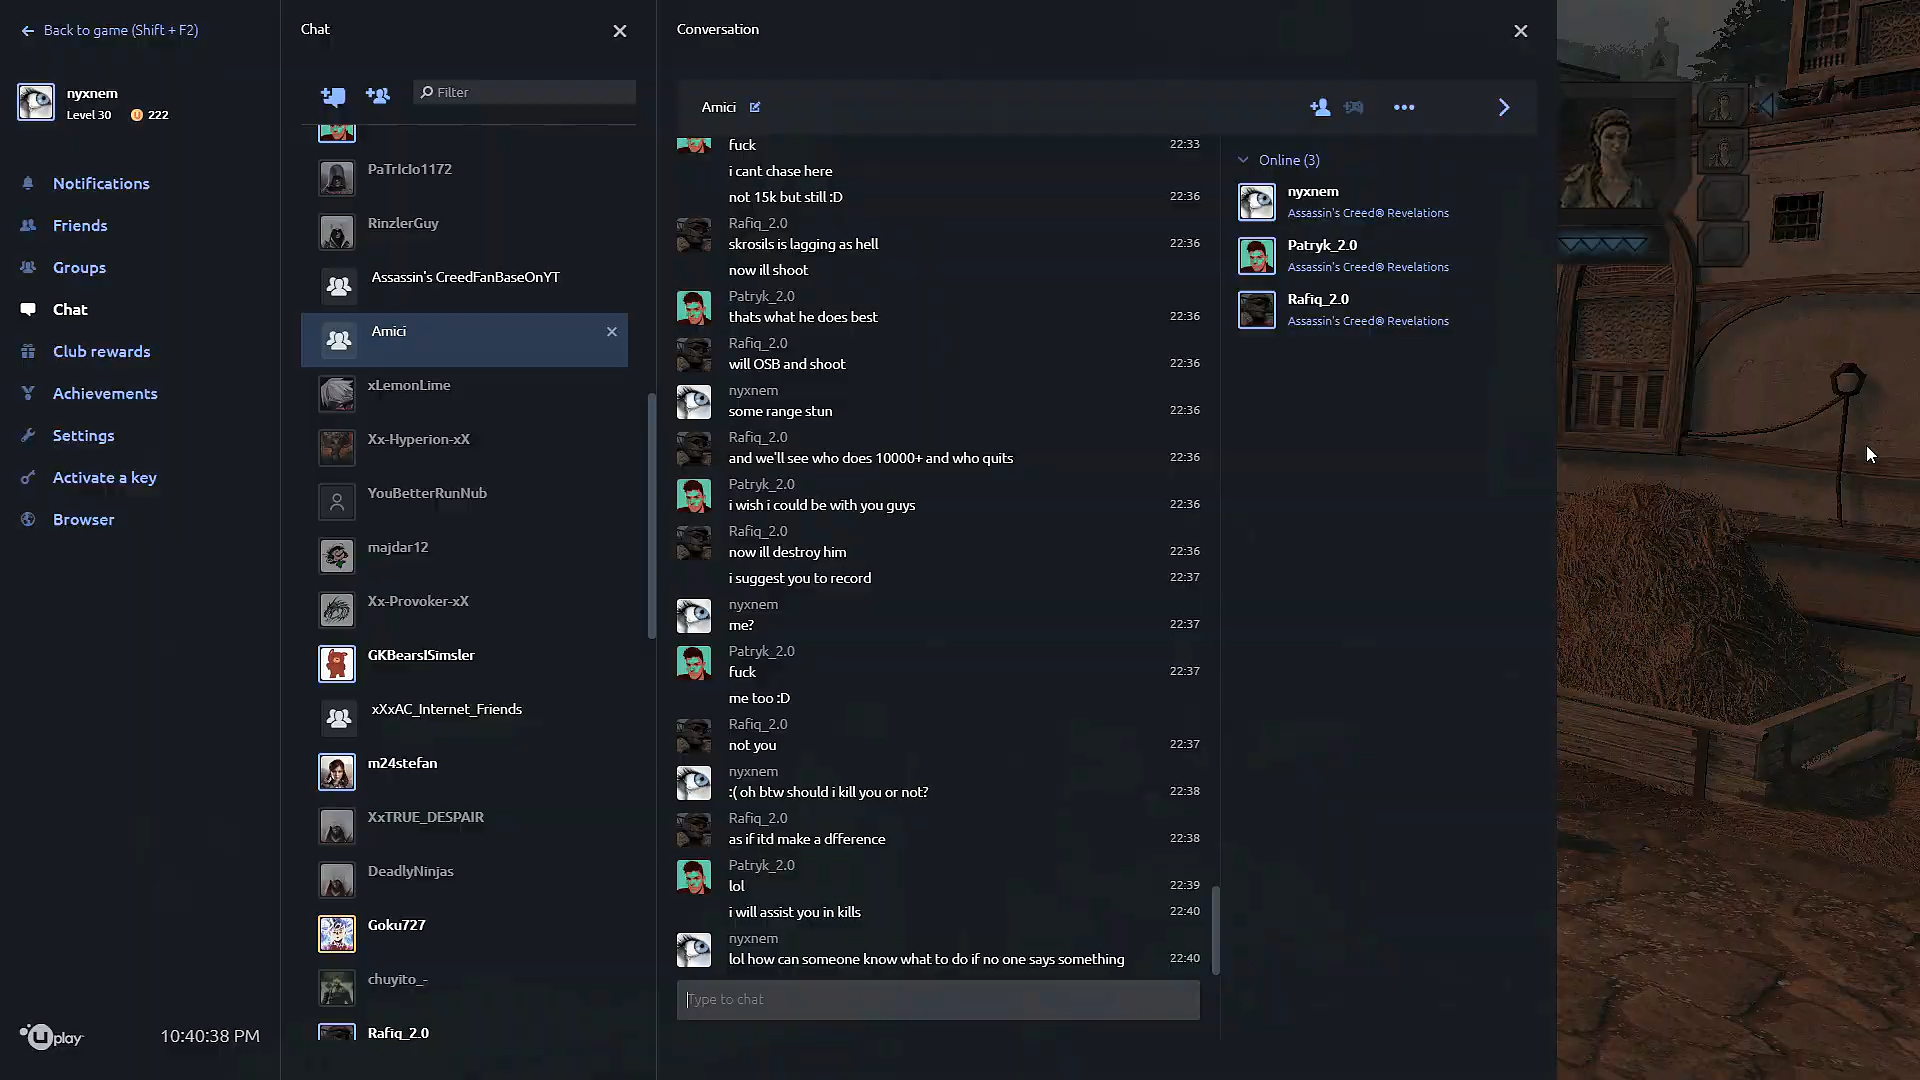 Back to game (Shift + F2)
nyxnem
Level 30 222
Notifications
Friends
Groups
Chat
Club rewards
Achievements
Settings
Activate a key
Browser
uplay
10:40:38 PM
Chat
Filter
PaTrIcIo1172
RinzlerGuy
Assassin's CreedFanBaseOnYT
Amici
xLemonLime
Xx-Hyperion-xX
YouBetterRunNub
majdar12
Xx-Provoker-xX
GKBearsISimsler
xXxAC_Internet_Friends
m24stefan
XxTRUE_DESPAIR
DeadlyNinjas
Goku727
chuyito_-
Rafiq_2.0
Conversation
Amici
fuck 22:33
i cant chase here
not 15k but still :D 22:36
Rafiq_2.0
skrosils is lagging as hell 22:36
now ill shoot
Patryk_2.0
thats what he does best 22:36
Rafiq_2.0
will OSB and shoot 22:36
nyxnem
some range stun 22:36
Rafiq_2.0
and we'll see who does 10000+ and who quits 22:36
Patryk_2.0
i wish i could be with you guys 22:36
Rafiq_2.0
now ill destroy him 22:36
i suggest you to record 22:37
nyxnem
me? 22:37
Patryk_2.0
fuck 22:37
me too :D
Rafiq_2.0
not you 22:37
nyxnem
:( oh btw should i kill you or not? 22:38
Rafiq_2.0
as if itd make a dfference 22:38
Patryk_2.0
lol 22:39
i will assist you in kills 22:40
nyxnem
lol how can someone know what to do if no one says something 22:40
Type to chat
Online (3)
nyxnem
Assassin's Creed® Revelations
Patryk_2.0
Assassin's Creed® Revelations
Rafiq_2.0
Assassin's Creed® Revelations